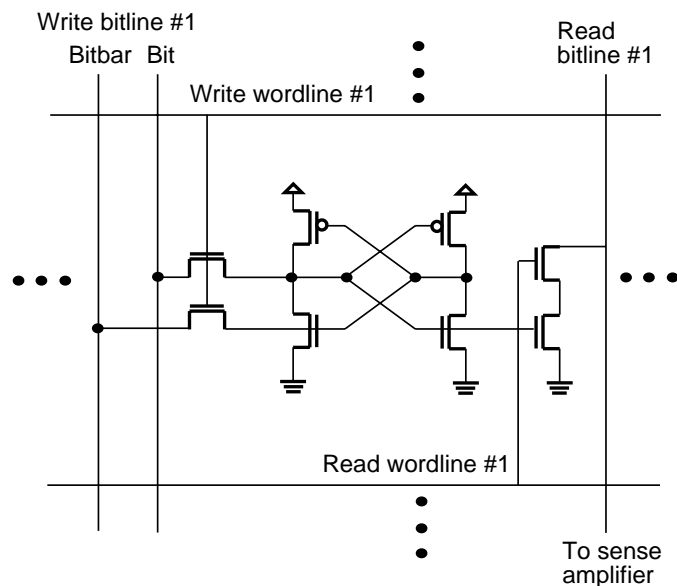 Write bitline #1
Bitbar Bit
Read
bitline #1
Write wordline #1
Read wordline #1
To sense
amplifier